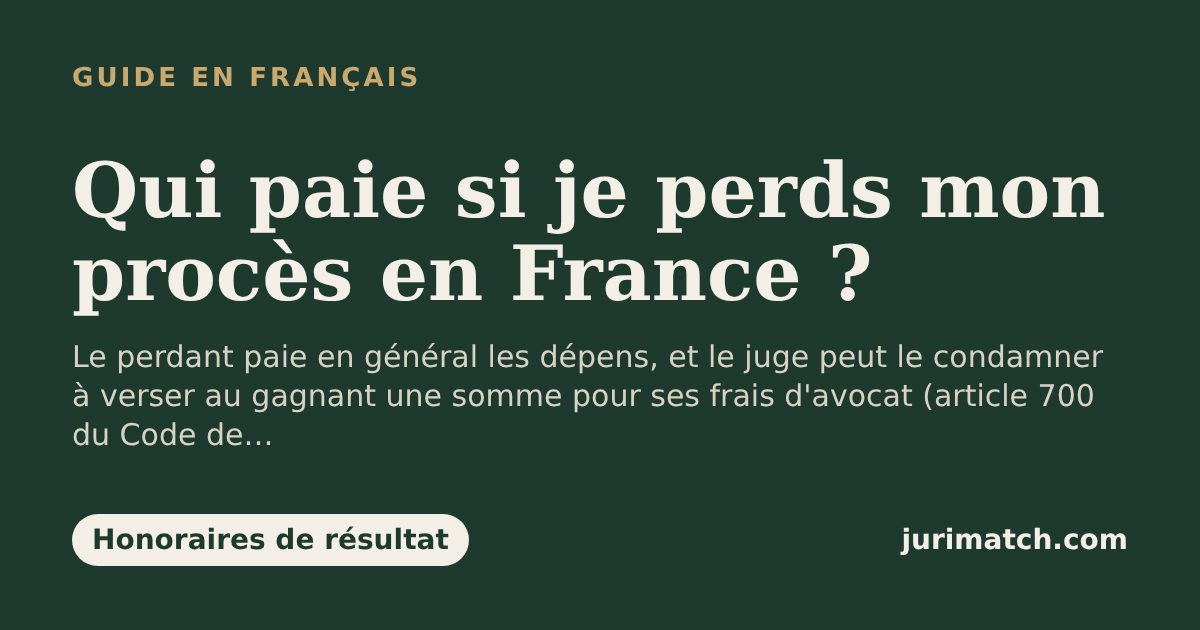 GUIDE EN FRANÇAIS
Qui paie si je perds mon
procès en France ?
Le perdant paie en général les dépens, et le juge peut le condamner
à verser au gagnant une somme pour ses frais d'avocat (article 700
du Code de…
Honoraires de résultat
jurimatch.com